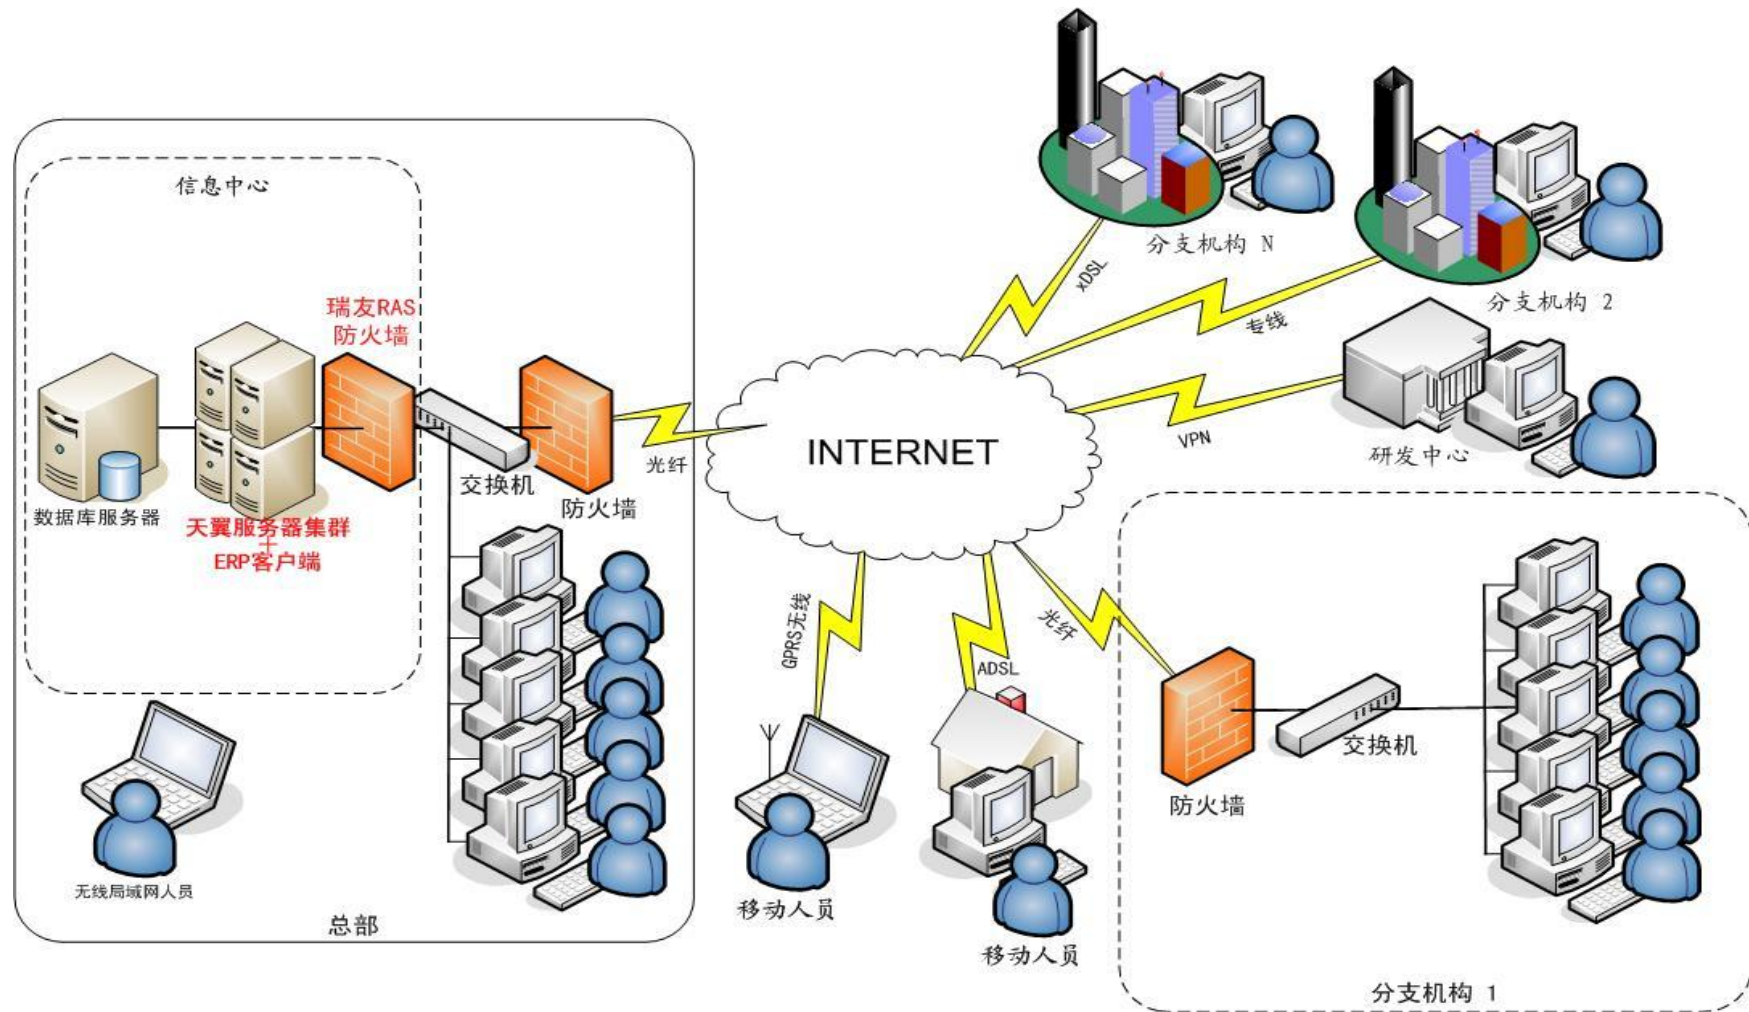 信息中心
瑞友RAS
防火墙
数据库服务器
天翼服务器集群
+
ERP客户端
交换机
防火墙
光纤
无线局域网人员
总部
INTERNET
xDSL
分支机构 N
专线
分支机构 2
VPN
研发中心
GPRS无线
移动人员
ADSL
移动人员
光纤
防火墙
交换机
分支机构 1